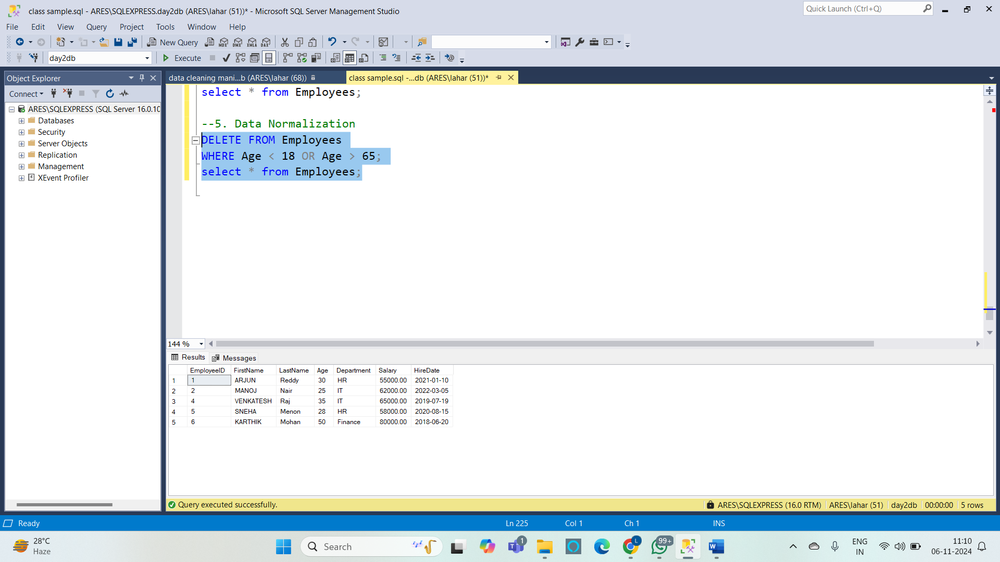 class sample.sql - ARES\SQLEXPRESS.day2db (ARES\lahar (51))* - Microsoft SQL Server Management Studio
Quick Launch (Ctrl+Q)
File Edit View Query Project Tools Window Help
New Query MDX DMX XMLA DAX
day2db Execute
Object Explorer
data cleaning mani...b (ARES\lahar (68))
class sample.sql -...db (ARES\lahar (51))*
Connect
ARES\SQLEXPRESS (SQL Server 16.0.10
Databases
Security
Server Objects
Replication
Management
XEvent Profiler
select * from Employees;
--5. Data Normalization
DELETE FROM Employees
WHERE Age < 18 OR Age > 65;
select * from Employees;
144 %
Results Messages
EmployeeID FirstName LastName Age Department Salary HireDate
1 1 ARJUN Reddy 30 HR 55000.00 2021-01-10
2 2 MANOJ Nair 25 IT 62000.00 2022-03-05
3 4 VENKATESH Raj 35 IT 65000.00 2019-07-19
4 5 SNEHA Menon 28 HR 58000.00 2020-08-15
5 6 KARTHIK Mohan 50 Finance 80000.00 2018-06-20
Query executed successfully.
ARES\SQLEXPRESS (16.0 RTM) ARES\lahar (51) day2db 00:00:00 5 rows
Ready Ln 225 Col 1 Ch 1 INS
28°C
Haze
Search
1
L
99+
W
ENG
IN
11:10
06-11-2024